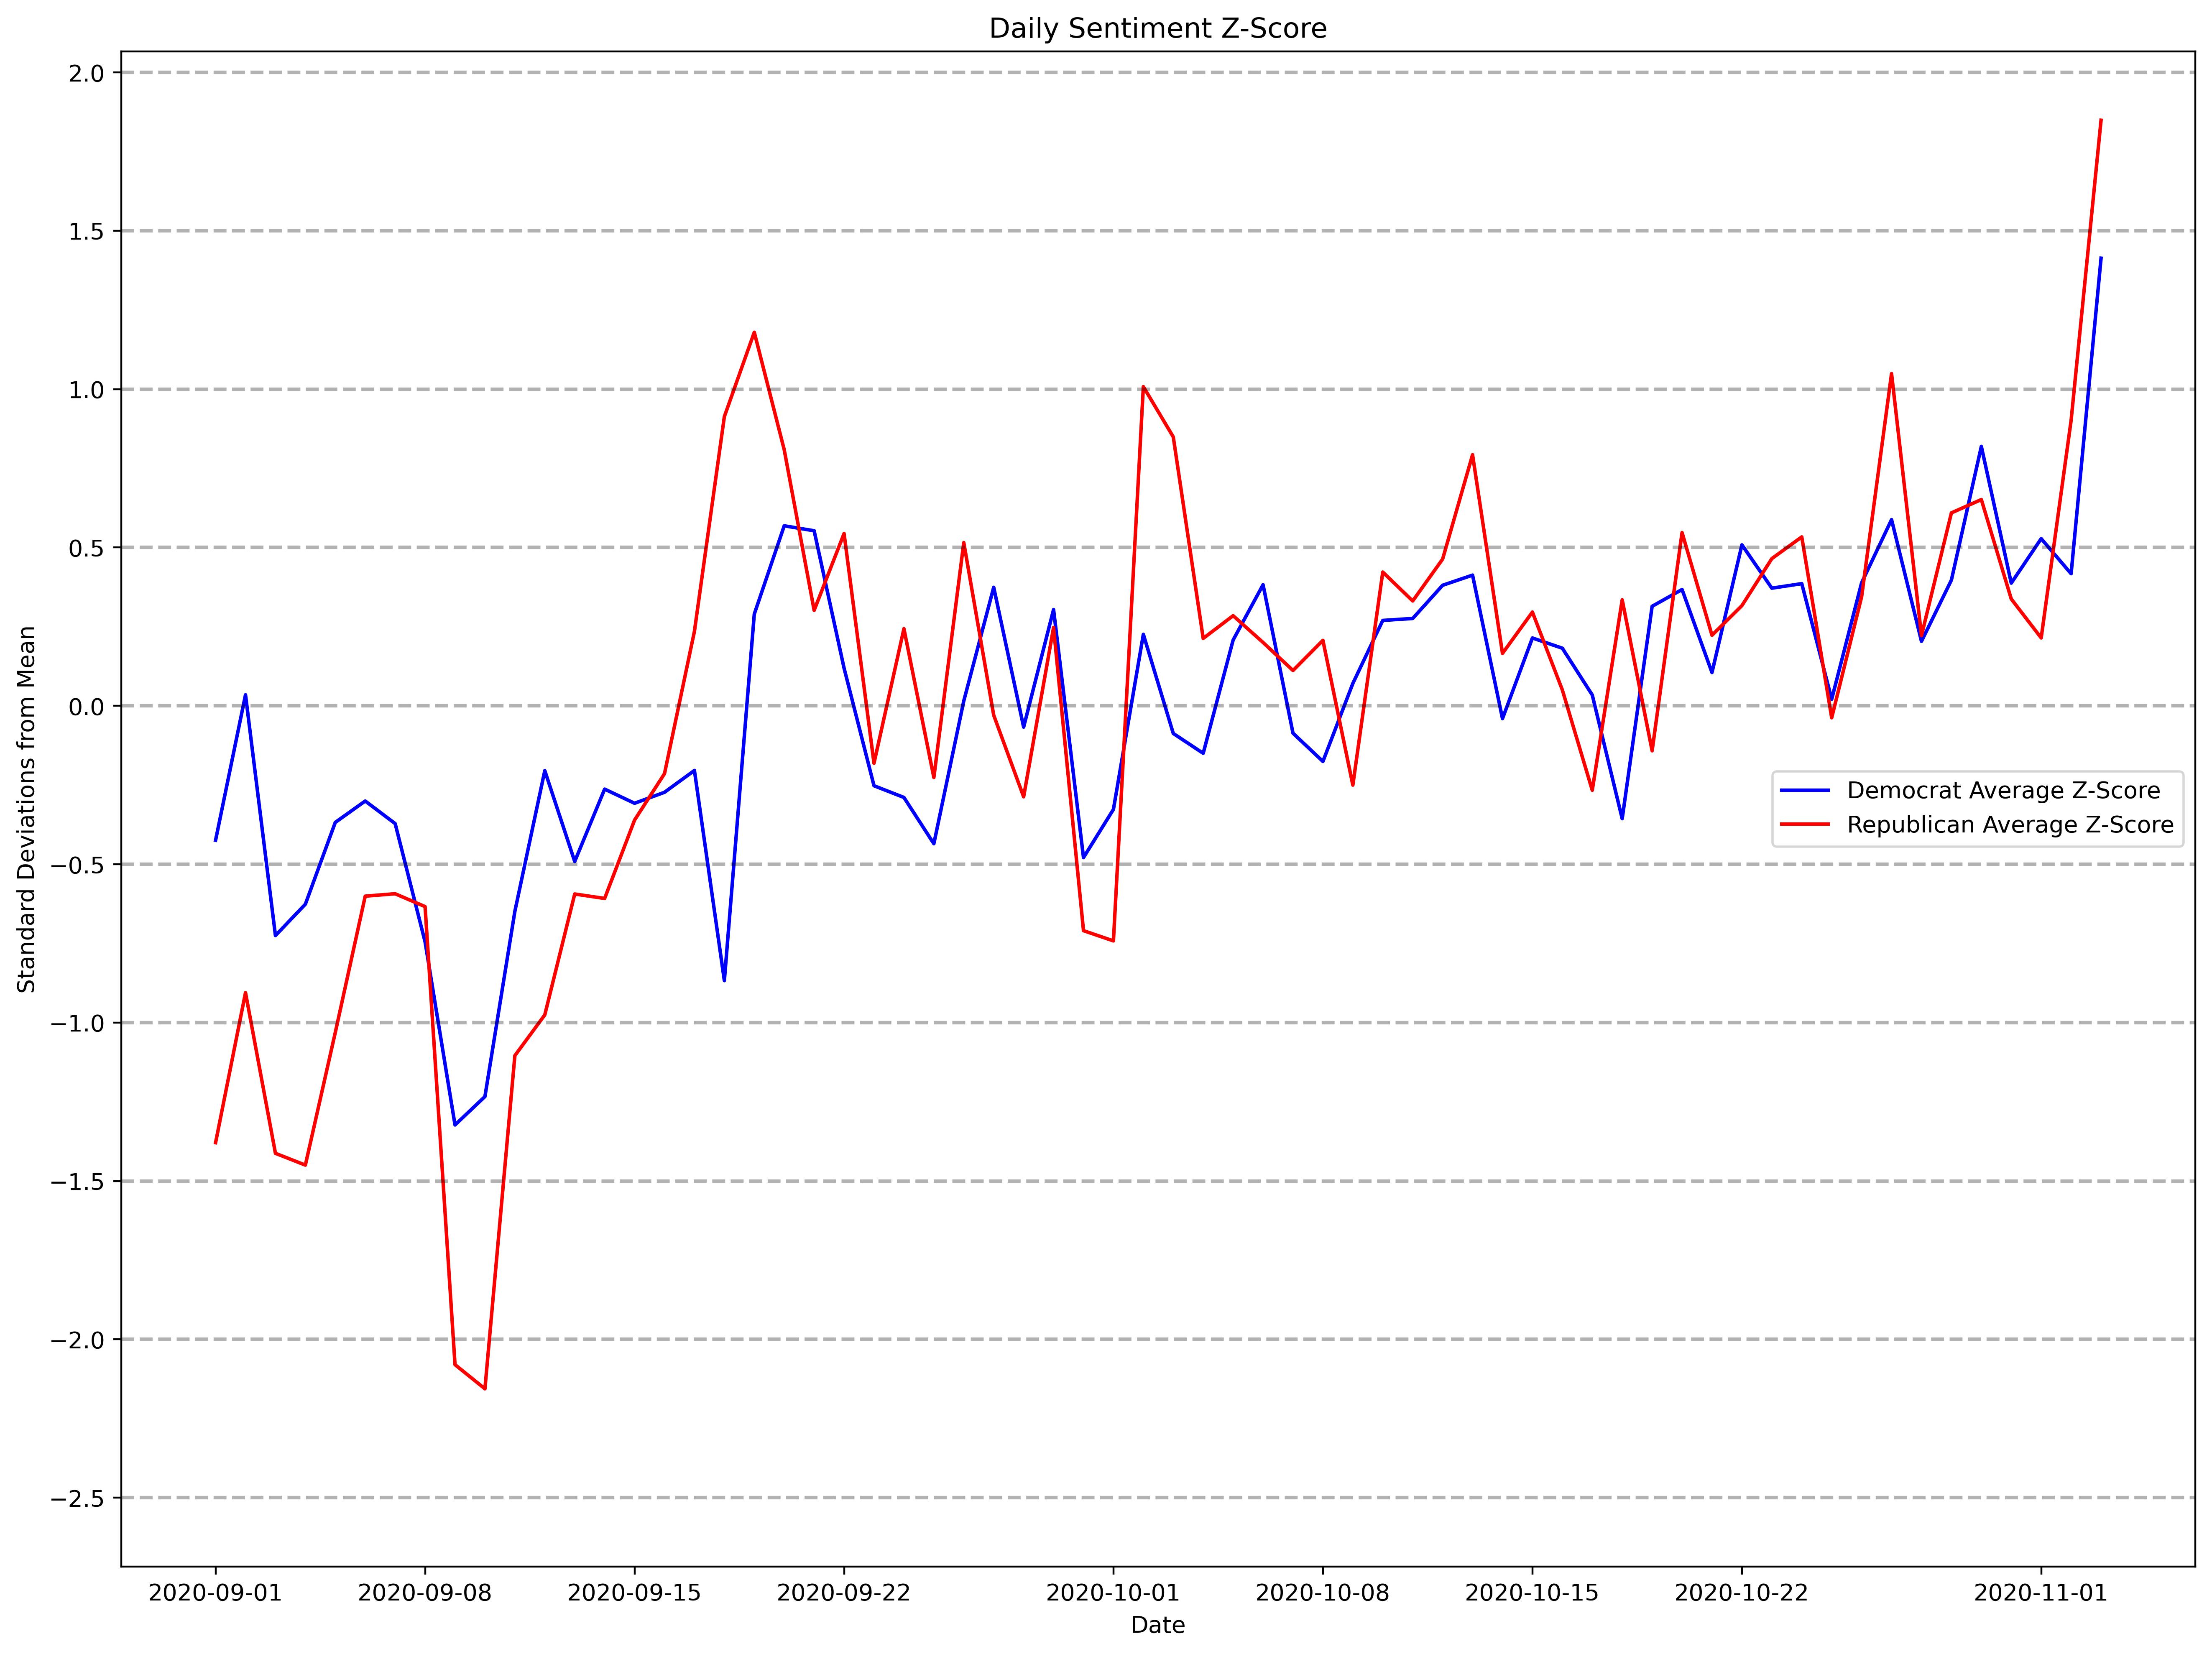 Daily Sentiment Z-Score
2.0
1.5
1.0
0.5
0.0
−0.5
−1.0
−1.5
−2.0
−2.5
Standard Deviations from Mean
Democrat Average Z-Score
Republican Average Z-Score
2020-09-01 2020-09-08 2020-09-15 2020-09-22 2020-10-01 2020-10-08 2020-10-15 2020-10-22 2020-11-01
Date